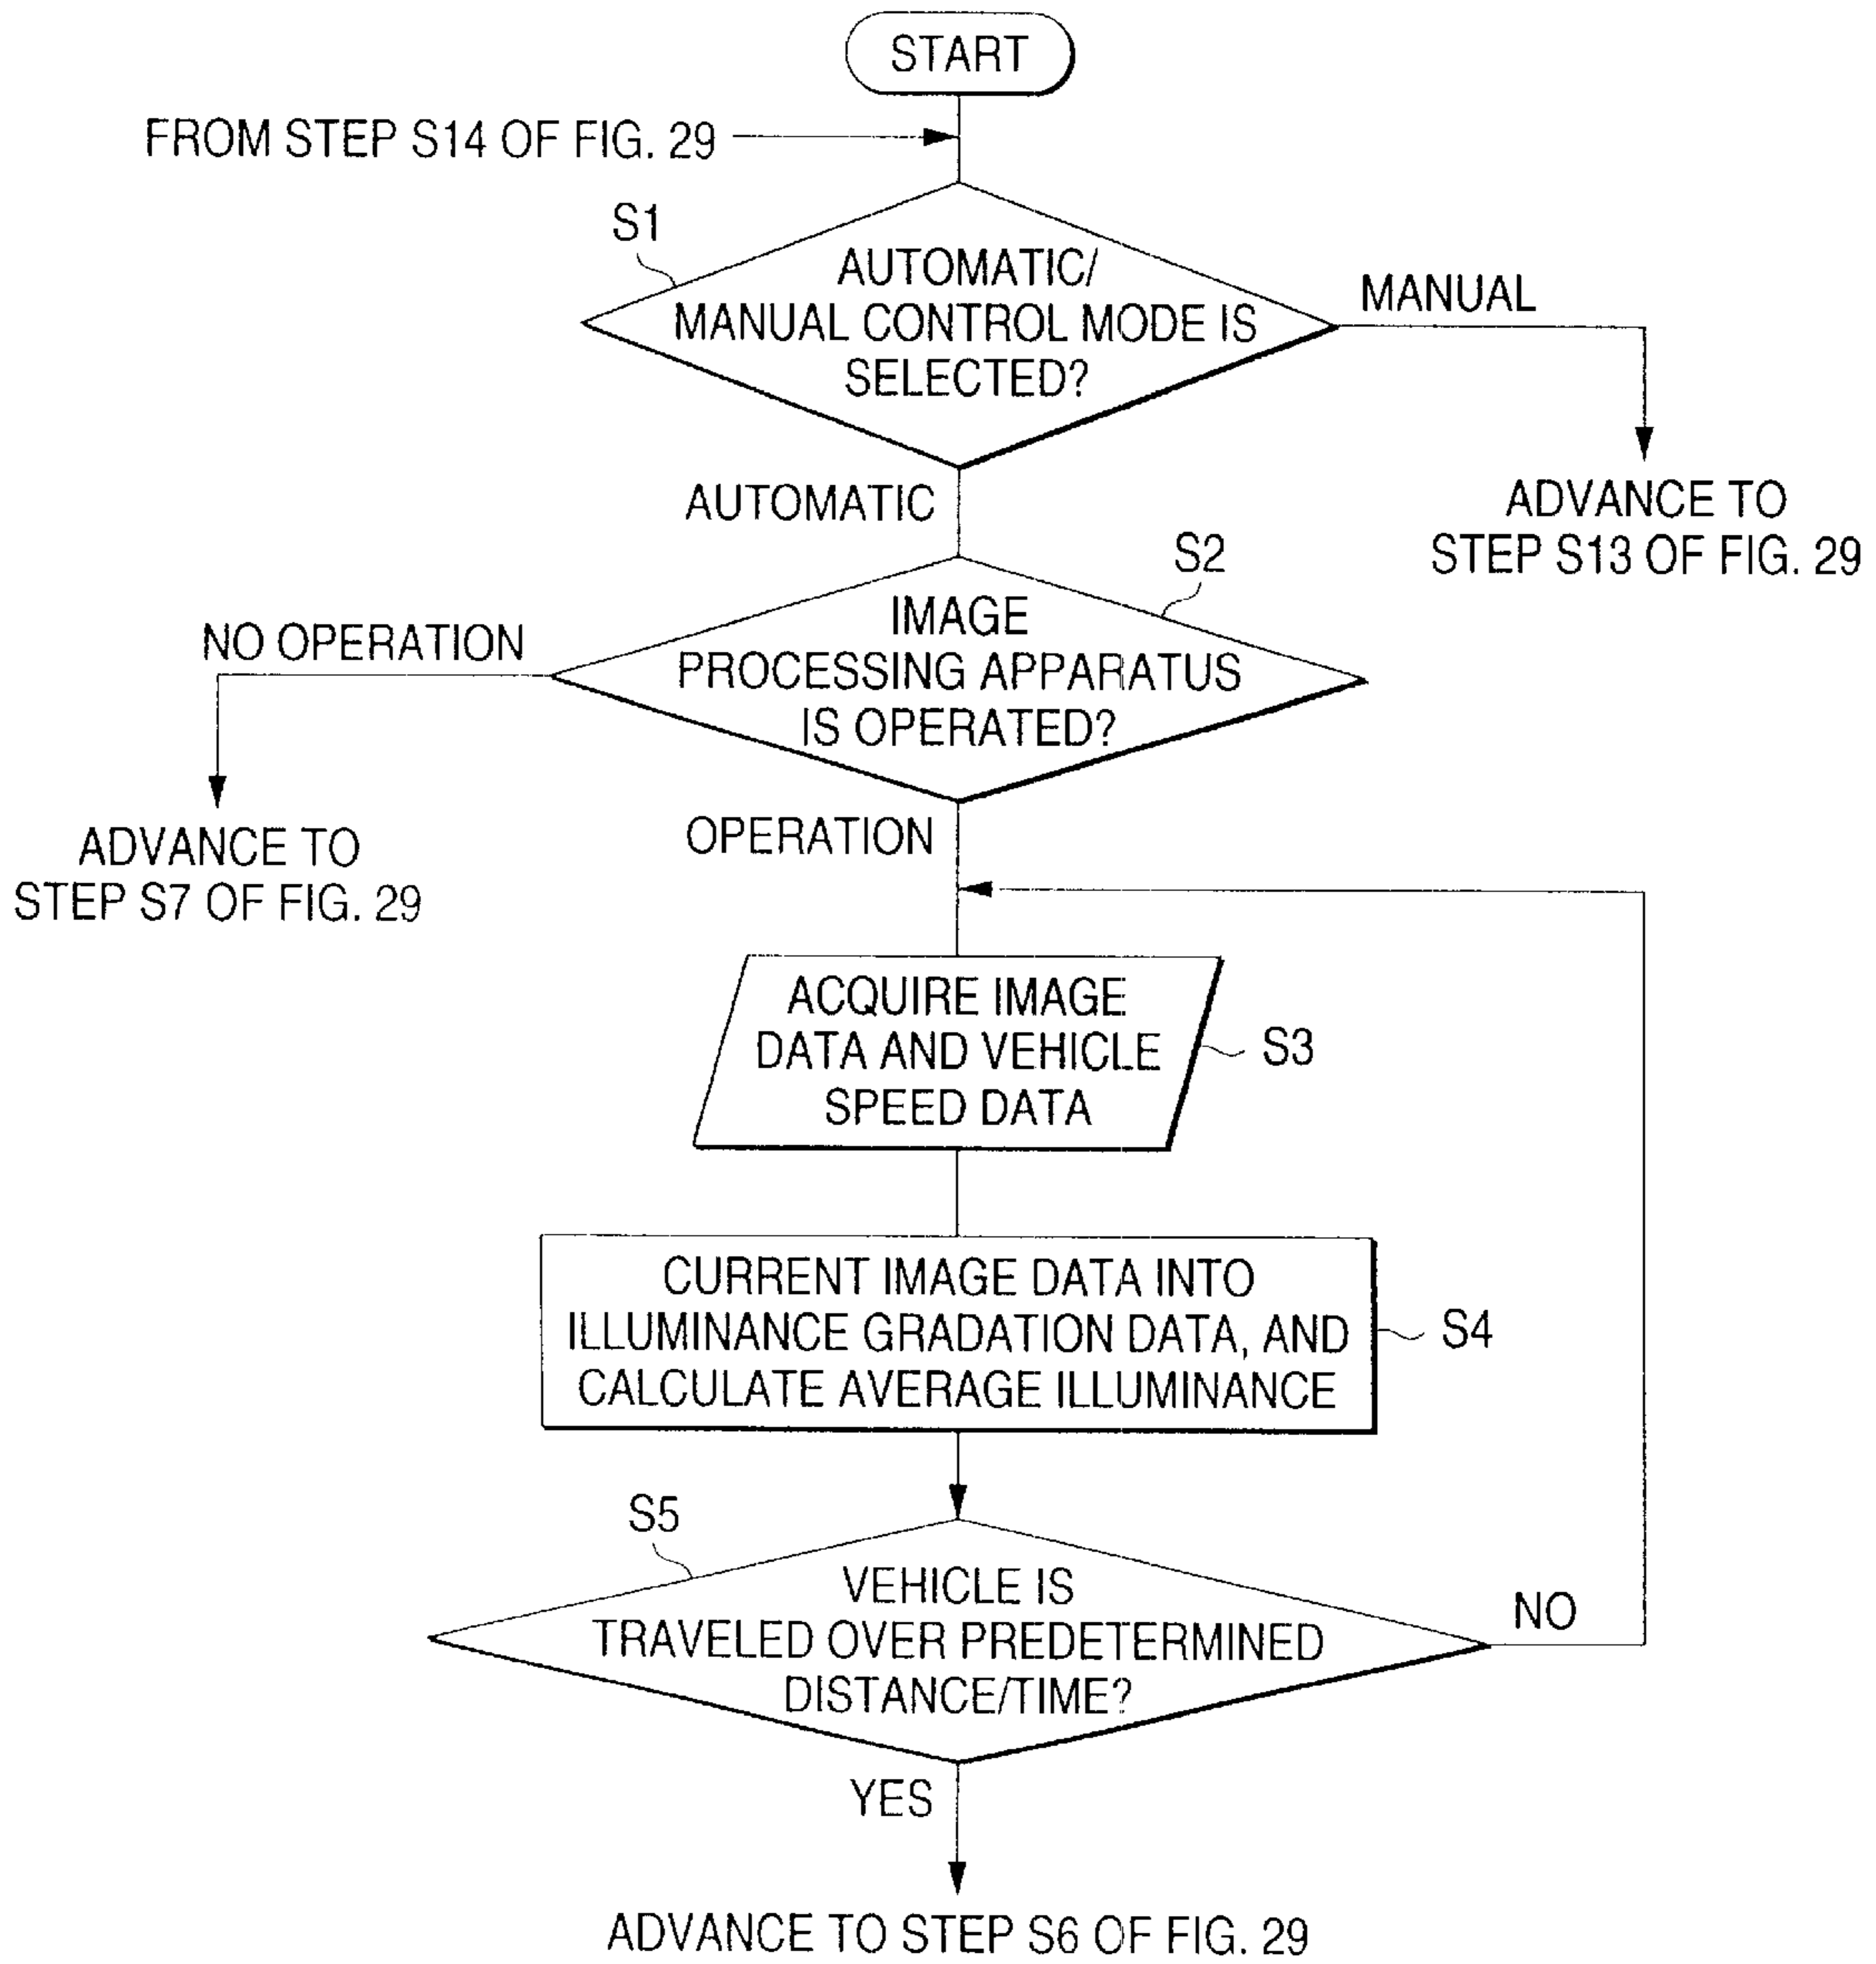 START
FROM STEP S14 OF FIG. 29
S1
AUTOMATIC/
MANUAL CONTROL MODE IS
SELECTED?
MANUAL
ADVANCE TO
STEP S13 OF FIG. 29
AUTOMATIC
S2
IMAGE
PROCESSING APPARATUS
IS OPERATED?
NO OPERATION
ADVANCE TO
STEP S7 OF FIG. 29
OPERATION
ACQUIRE IMAGE
DATA AND VEHICLE
SPEED DATA
S3
CURRENT IMAGE DATA INTO
ILLUMINANCE GRADATION DATA, AND
CALCULATE AVERAGE ILLUMINANCE
S4
S5
VEHICLE IS
TRAVELED OVER PREDETERMINED
DISTANCE/TIME?
NO
YES
ADVANCE TO STEP S6 OF FIG. 29